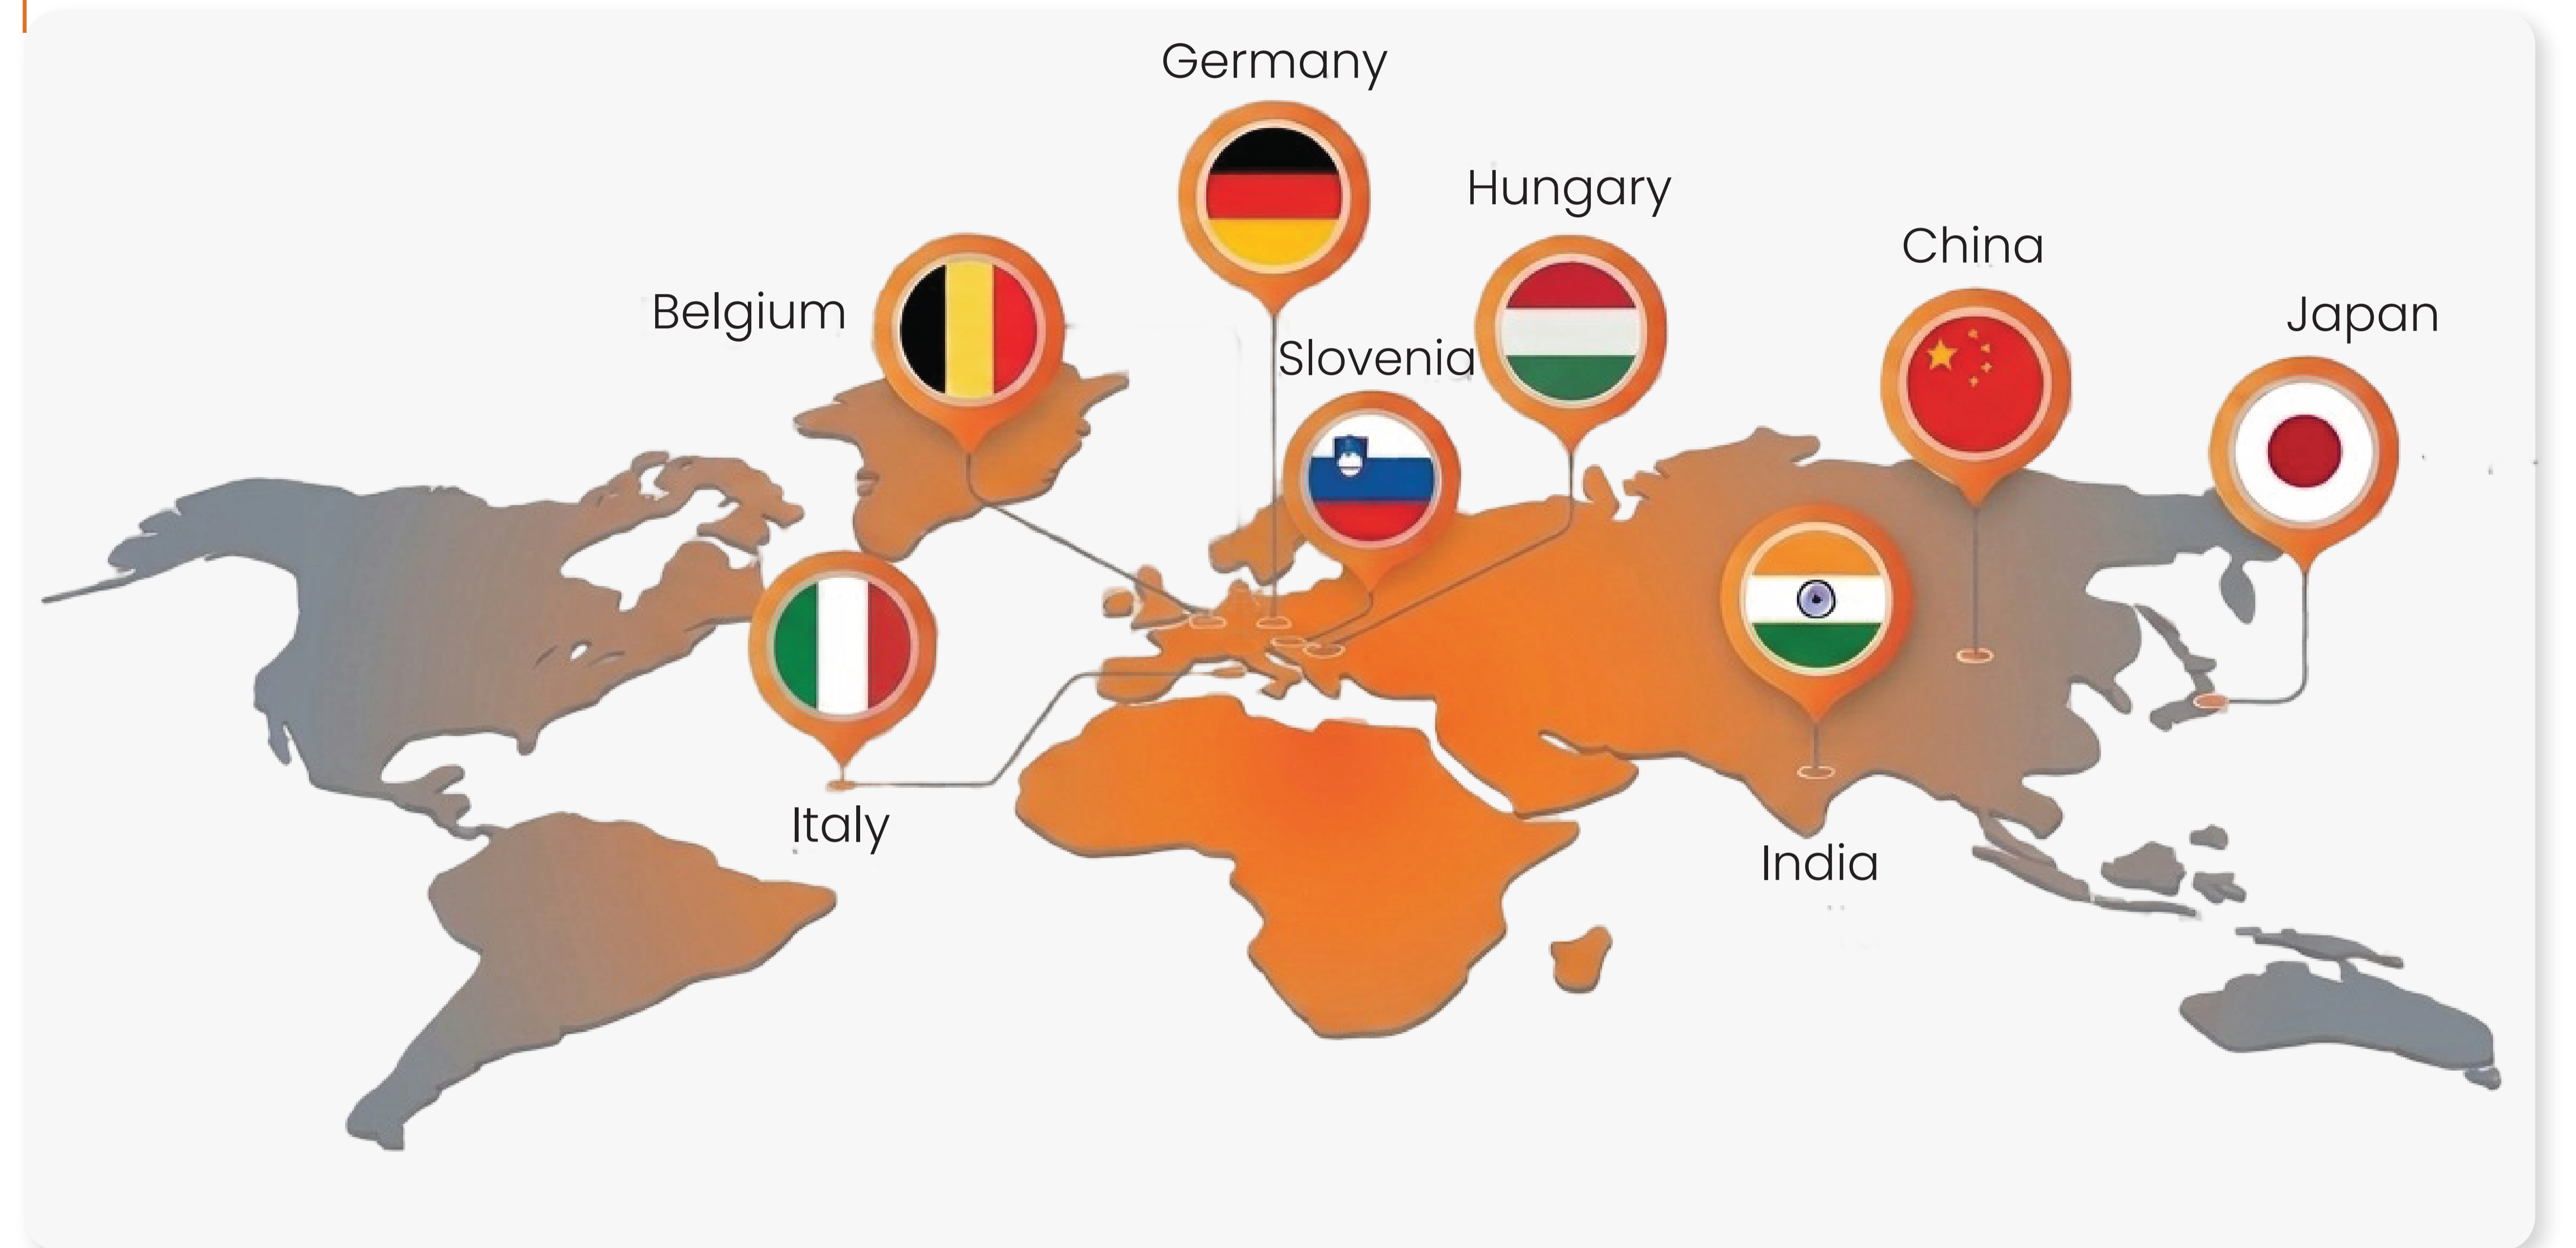 Germany
Hungary
China
Belgium
Japan
Slovenia
Italy
India